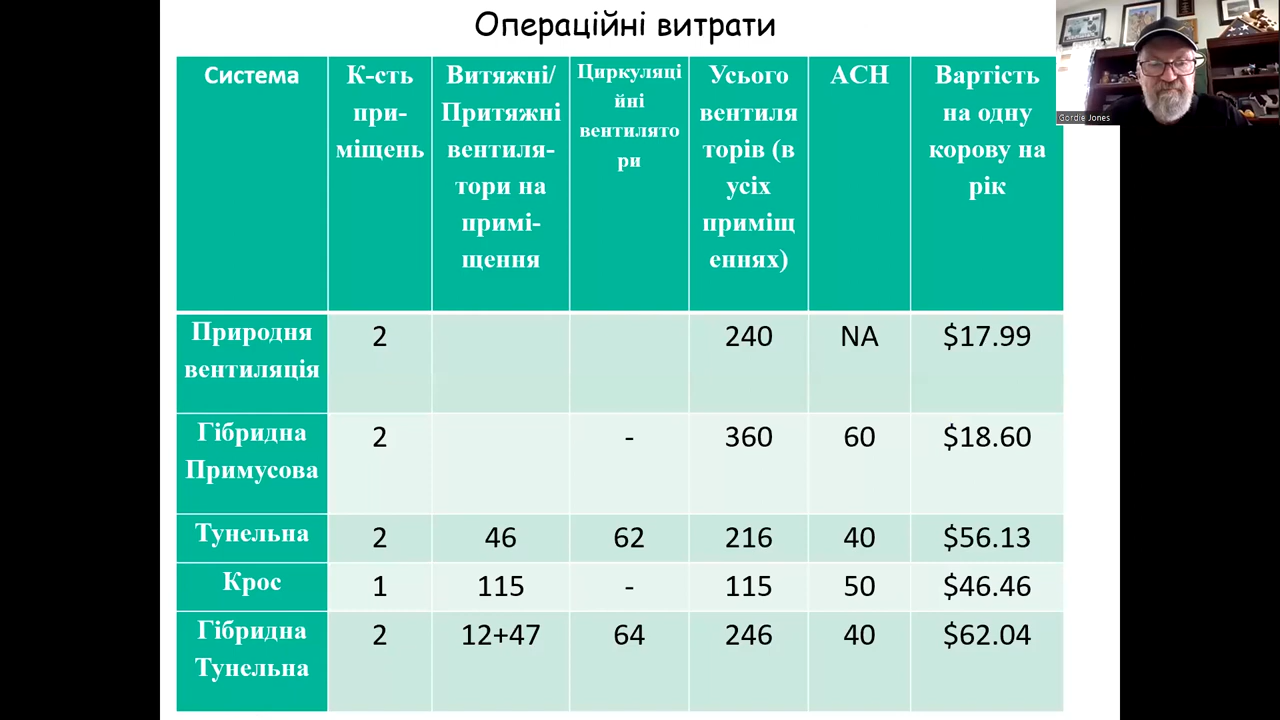 Операційні витрати
Система
К-сть
при-
міщень
Витяжні/
Притяжні
вентиля-
тори на
примі-
щення
Циркуляці
йні
вентилято
ри
Усього
вентиля
торів (в
усіх
приміщ
еннях)
ACH
Вартість
на одну
корову на
рік
Природня
вентиляція
2
240
NA
$17.99
Гібридна
Примусова
2
-
360
60
$18.60
Тунельна
2
46
62
216
40
$56.13
Крос
1
115
-
115
50
$46.46
Гібридна
Тунельна
2
12+47
64
246
40
$62.04
Gordie Jones